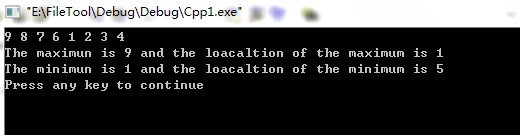 "E:\FileTool\Debug\Debug\Cpp1.exe"
9 8 7 6 1 2 3 4
The maximun is 9 and the loacaltion of the maximum is 1
The minimun is 1 and the loacaltion of the minimum is 5
Press any key to continue